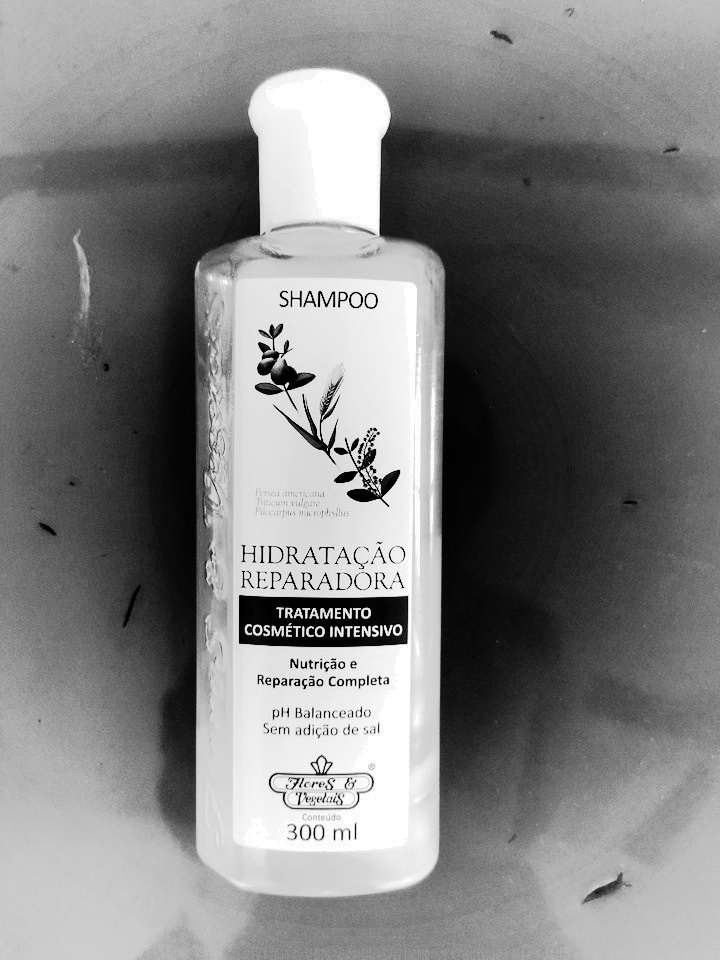 SHAMPOO
Persea americana
Triticum vulgare
Pilocarpus microphyllus
HIDRATAÇÃO
REPARADORA
TRATAMENTO
COSMÉTICO INTENSIVO
Nutrição e
Reparação Completa
pH Balanceado
Sem adição de sal
®
Flores &
Vegetais
Conteúdo
300 ml